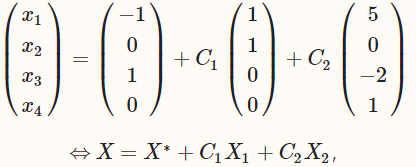 (x₁ x₂ x₃ x₄)ᵀ = (−1 0 1 0)ᵀ + C₁ (1 1 0 0)ᵀ + C₂ (5 0 −2 1)ᵀ
⇔ X = X* + C₁X₁ + C₂X₂,